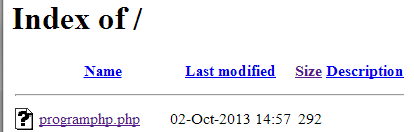 Index of /
Name Last modified Size Description
programphp.php 02-Oct-2013 14:57 292